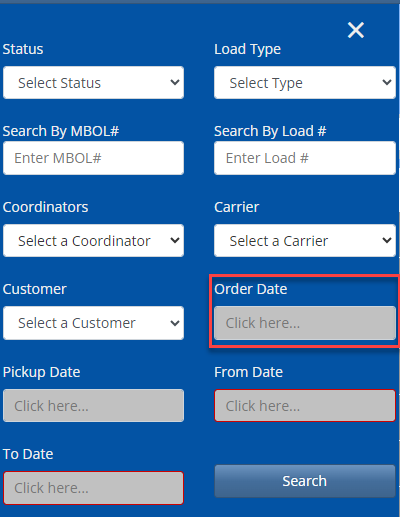 Status
Load Type
Select Status
Select Type
Search By MBOL#
Search By Load #
Enter MBOL#
Enter Load #
Coordinators
Carrier
Select a Coordinator
Select a Carrier
Customer
Order Date
Select a Customer
Click here...
Pickup Date
From Date
Click here...
Click here...
To Date
Click here...
Search